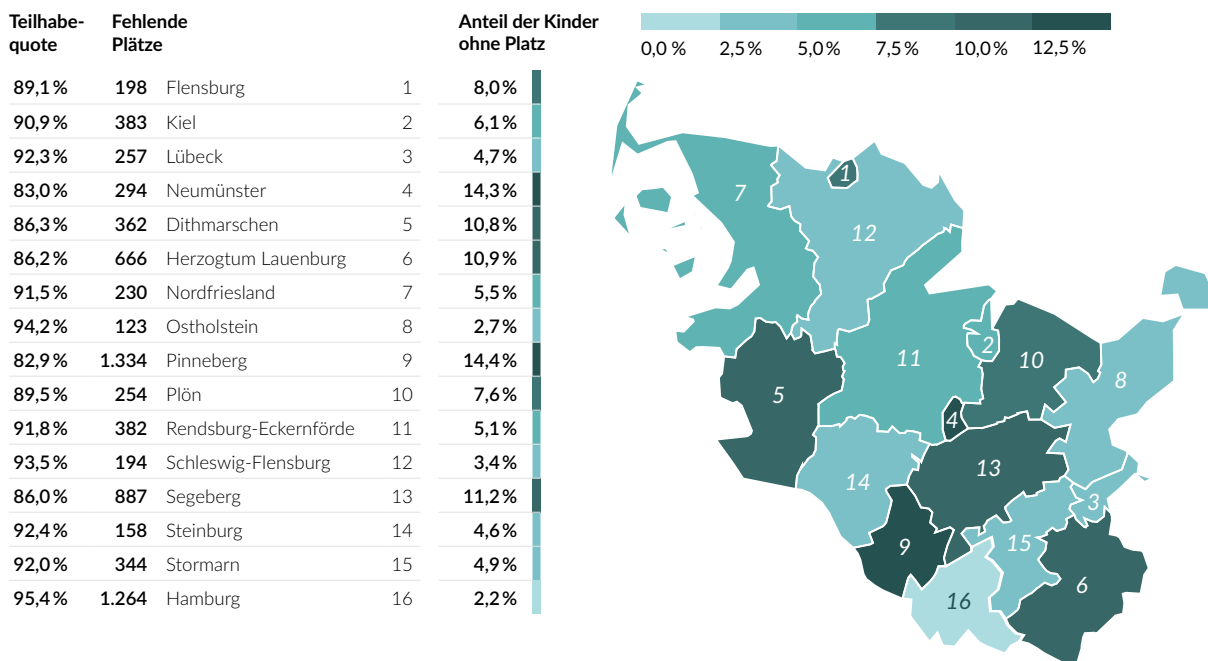 Teilhabe-
quote
Fehlende
Plätze
Anteil der Kinder
ohne Platz
89,1 % 198 Flensburg 1 8,0 %
90,9 % 383 Kiel 2 6,1 %
92,3 % 257 Lübeck 3 4,7 %
83,0 % 294 Neumünster 4 14,3 %
86,3 % 362 Dithmarschen 5 10,8 %
86,2 % 666 Herzogtum Lauenburg 6 10,9 %
91,5 % 230 Nordfriesland 7 5,5 %
94,2 % 123 Ostholstein 8 2,7 %
82,9 % 1.334 Pinneberg 9 14,4 %
89,5 % 254 Plön 10 7,6 %
91,8 % 382 Rendsburg-Eckernförde 11 5,1 %
93,5 % 194 Schleswig-Flensburg 12 3,4 %
86,0 % 887 Segeberg 13 11,2 %
92,4 % 158 Steinburg 14 4,6 %
92,0 % 344 Stormarn 15 4,9 %
95,4 % 1.264 Hamburg 16 2,2 %
0,0 % 2,5 % 5,0 % 7,5 % 10,0 % 12,5 %
1
7
12
2
11
10
8
5
4
13
14
3
9
15
6
16